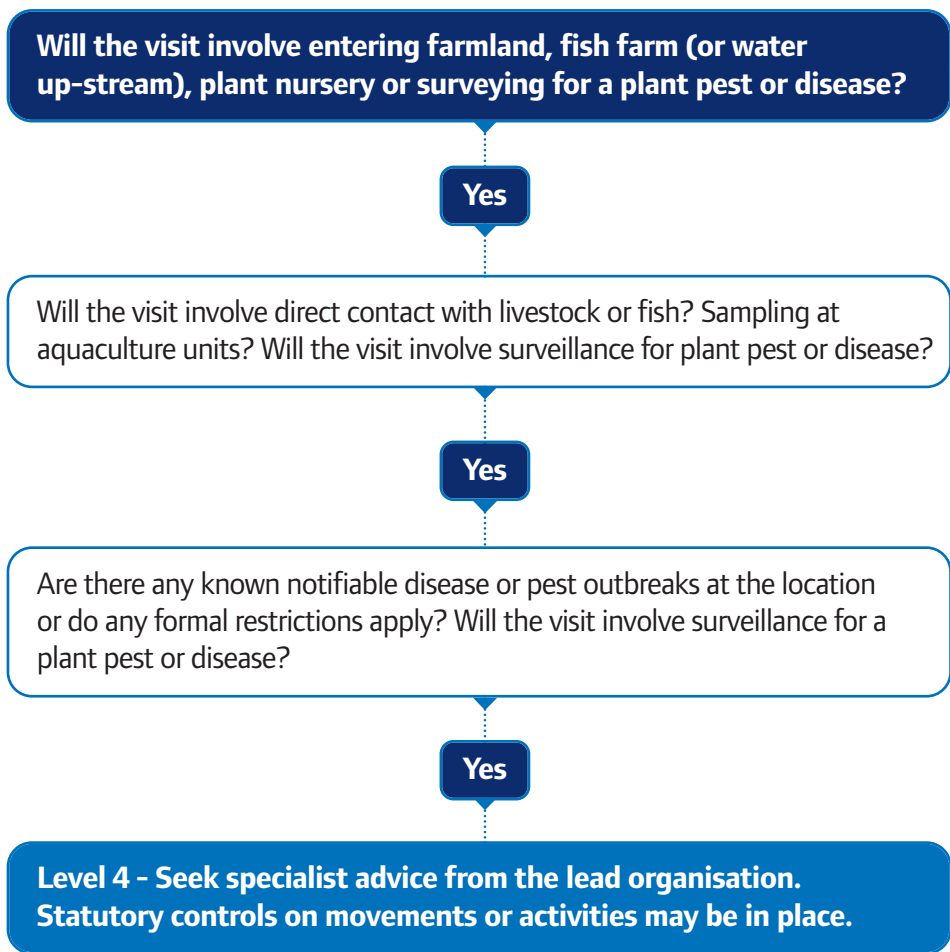 Will the visit involve entering farmland, fish farm (or water
up-stream), plant nursery or surveying for a plant pest or disease?
Yes
Will the visit involve direct contact with livestock or fish? Sampling at
aquaculture units? Will the visit involve surveillance for plant pest or disease?
Yes
Are there any known notifiable disease or pest outbreaks at the location
or do any formal restrictions apply? Will the visit involve surveillance for a
plant pest or disease?
Yes
Level 4 – Seek specialist advice from the lead organisation.
Statutory controls on movements or activities may be in place.